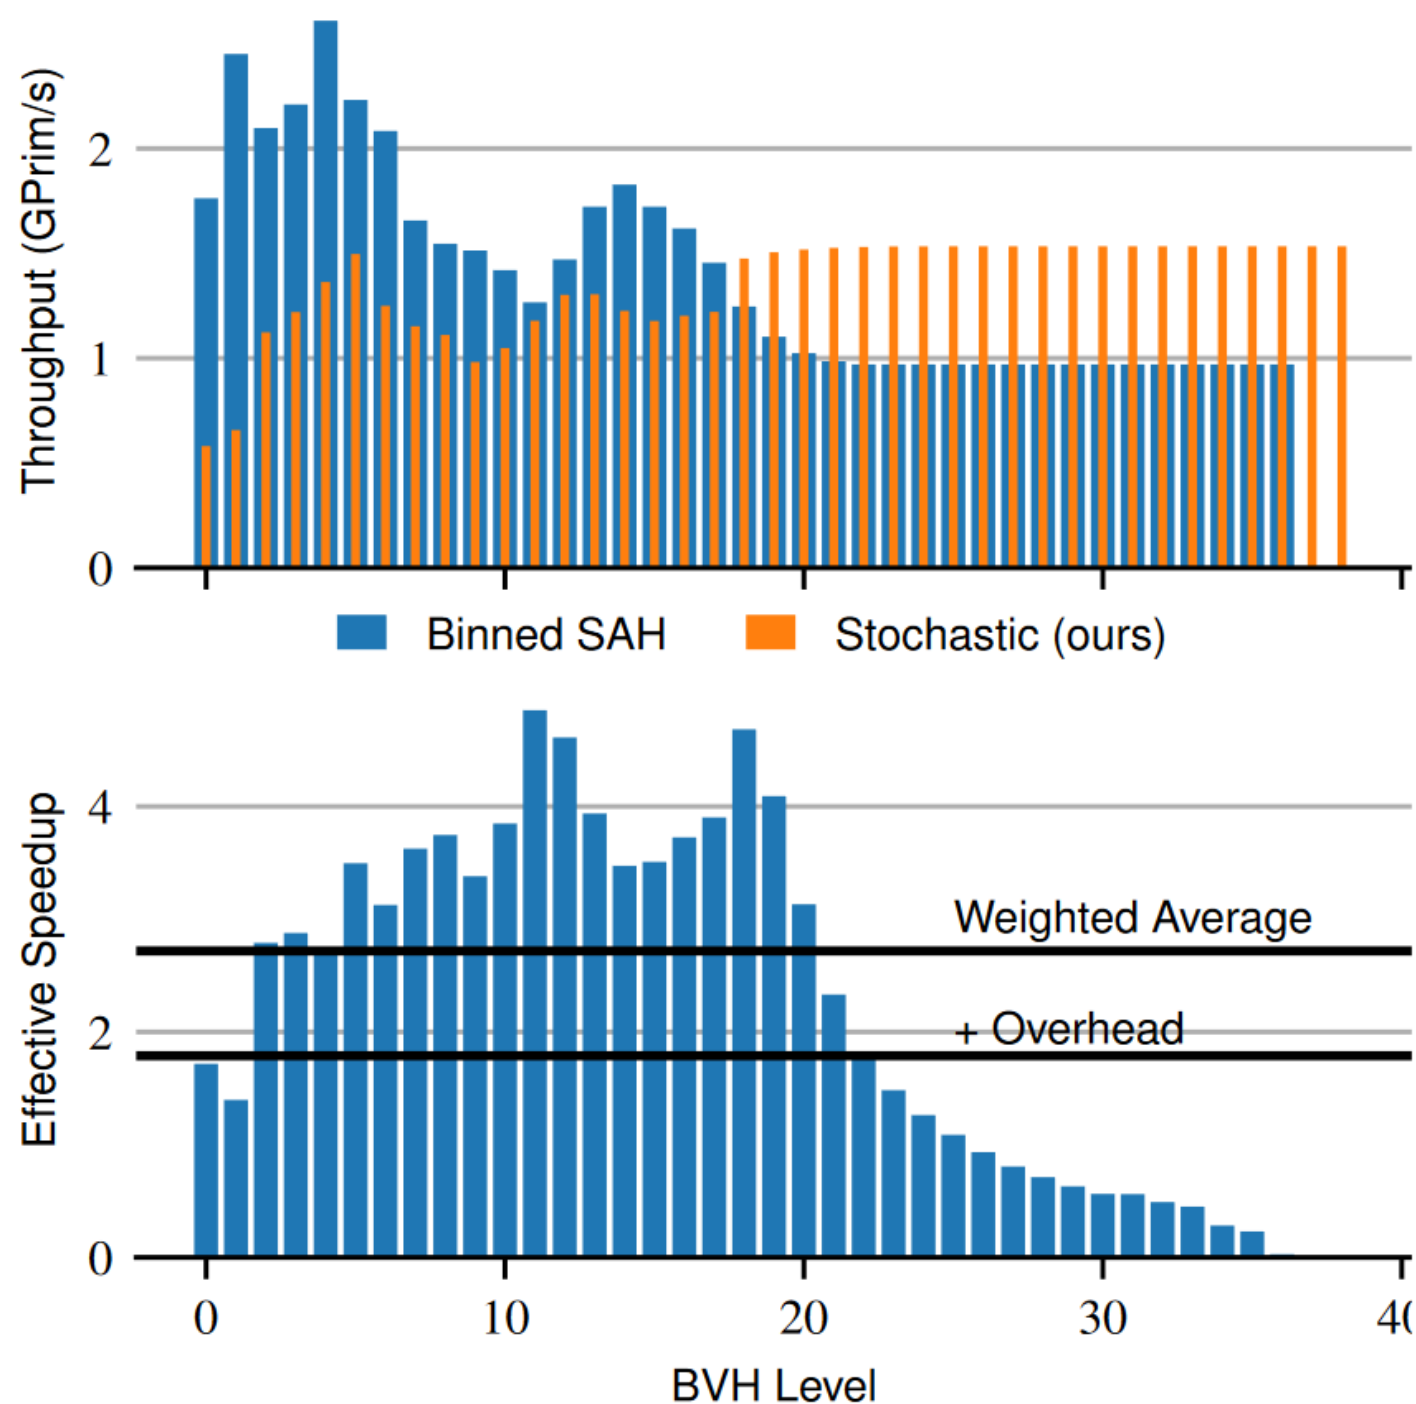 Throughput (GPrim/s)
2
1
0
Binned SAH
Stochastic (ours)
Effective Speedup
4
2
0
Weighted Average
+ Overhead
0
10
20
30
BVH Level